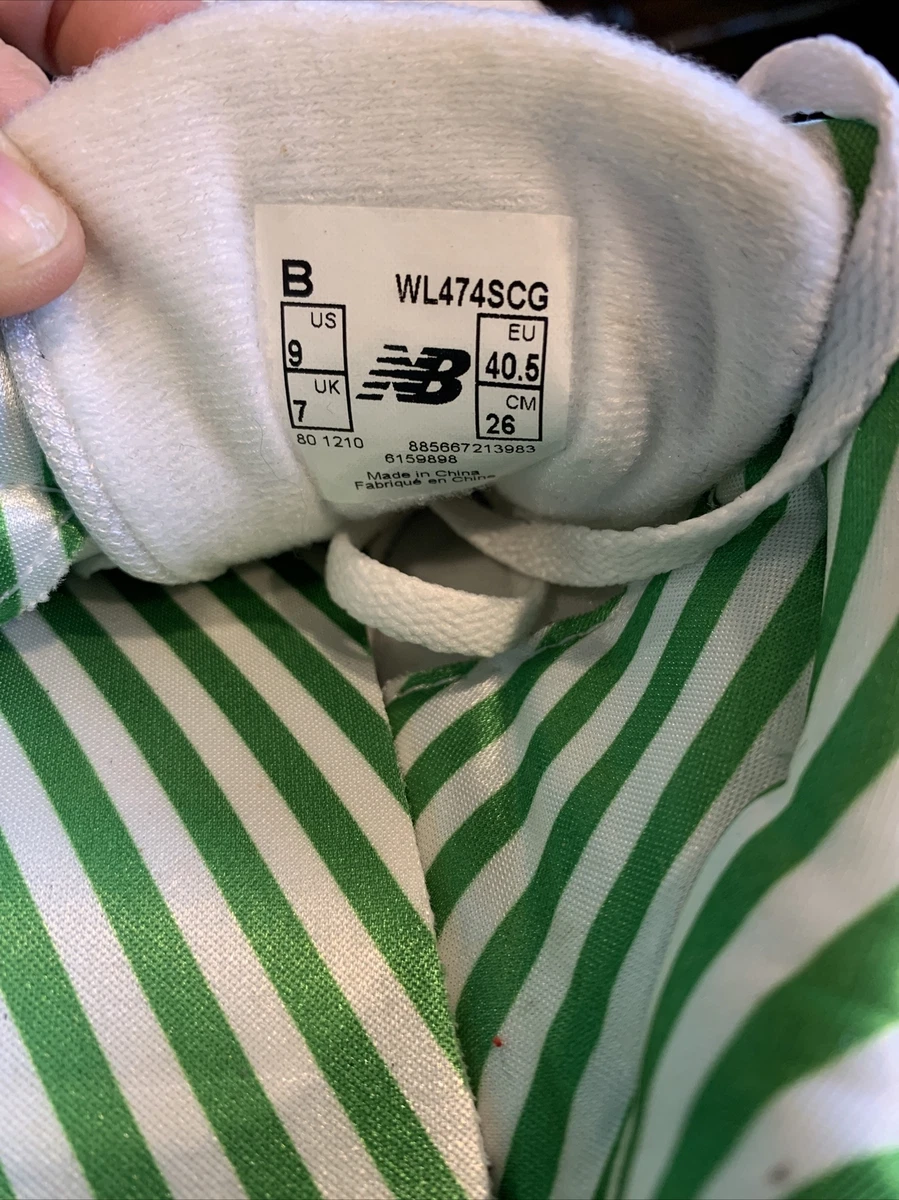 B WL474SCG
US
9
UK
7
NB
EU
40.5
CM
26
80 1210 885667213983
6159898
Made in China
Fabriqué en Chine